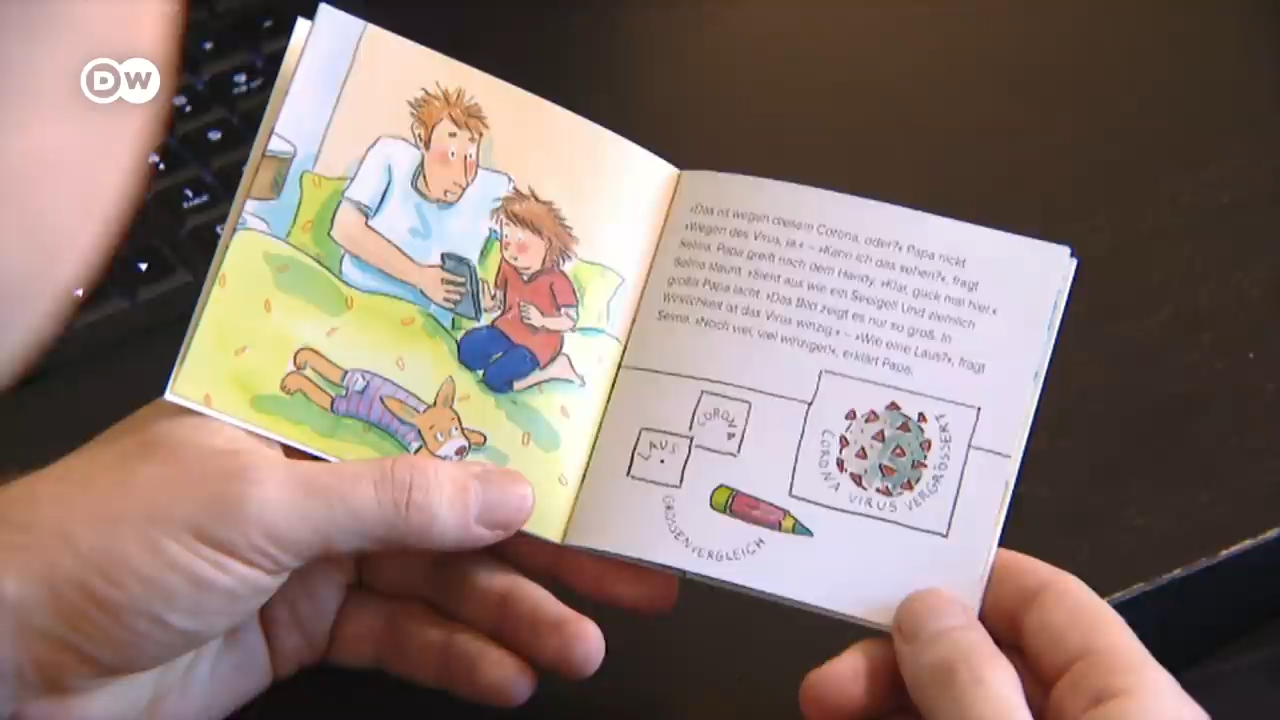 DW
»Das ist wegen diesem Corona, oder?« Papa nickt.
»Wegen des Virus, ja.« – »Kann ich das sehen?«, fragt
Selma. Papa greift nach dem Handy. »Klar, guck mal hier.«
Selma staunt. »Sieht aus wie ein Seeigel! Und ziemlich
groß!« Papa lacht. »Das Bild zeigt es nur so groß. In
Wirklichkeit ist das Virus winzig.« – »Wie eine Laus?«, fragt
Selma. »Noch viel, viel winziger!«, erklärt Papa.
CORONA
LAUS
CORONA VIRUS VERGRÖSSERT
GRÖSSENVERGLEICH